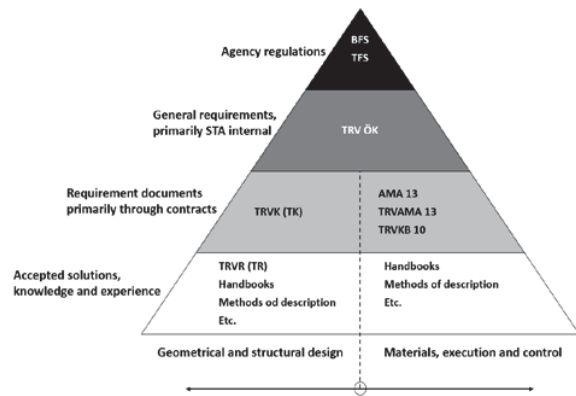 BFS
TFS
Agency regulations
General requirements,
primarily STA internal
TRV ÖK
Requirement documents
primarily through contracts
TRVK (TK)
AMA 13
TRVAMA 13
TRVKB 10
Accepted solutions,
knowledge and experience
TRVR (TR)
Handbooks
Methods od description
Etc.
Handbooks
Methods of description
Etc.
Geometrical and structural design
Materials, execution and control